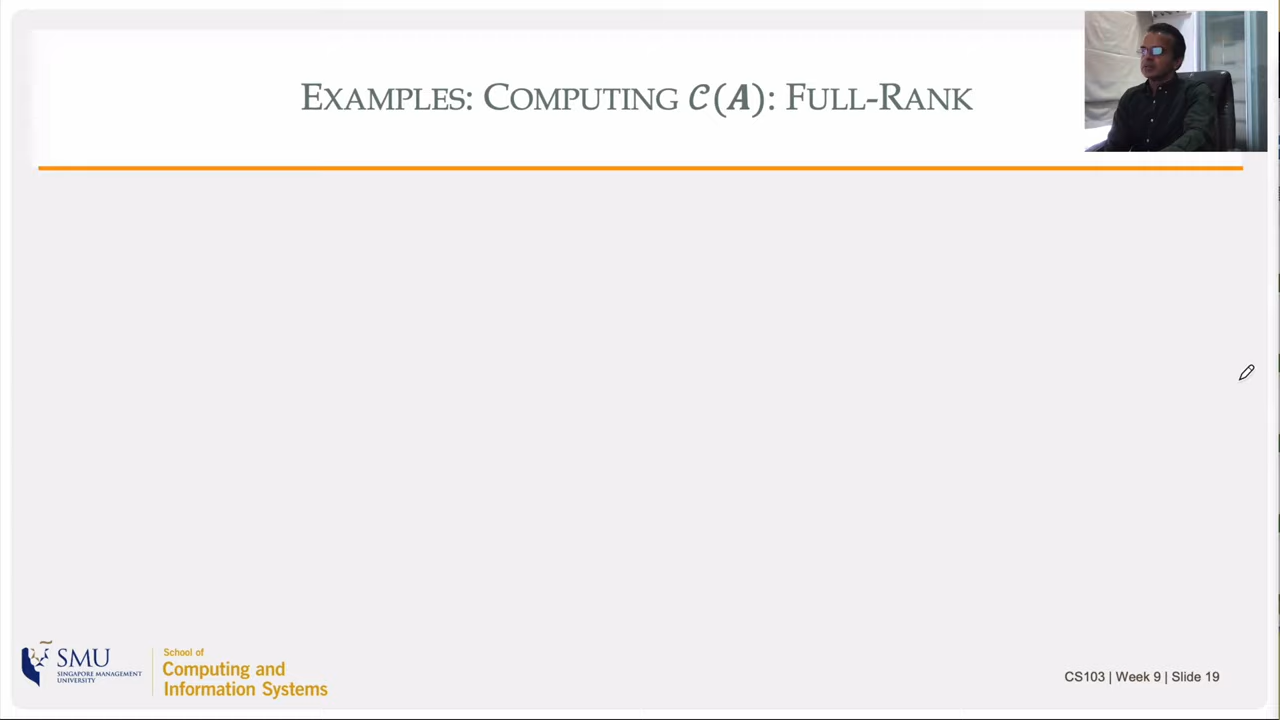 EXAMPLES: COMPUTING 𝒞(𝑨): FULL-RANK
SMU
SINGAPORE MANAGEMENT
UNIVERSITY
School of
Computing and
Information Systems
CS103 | Week 9 | Slide 19